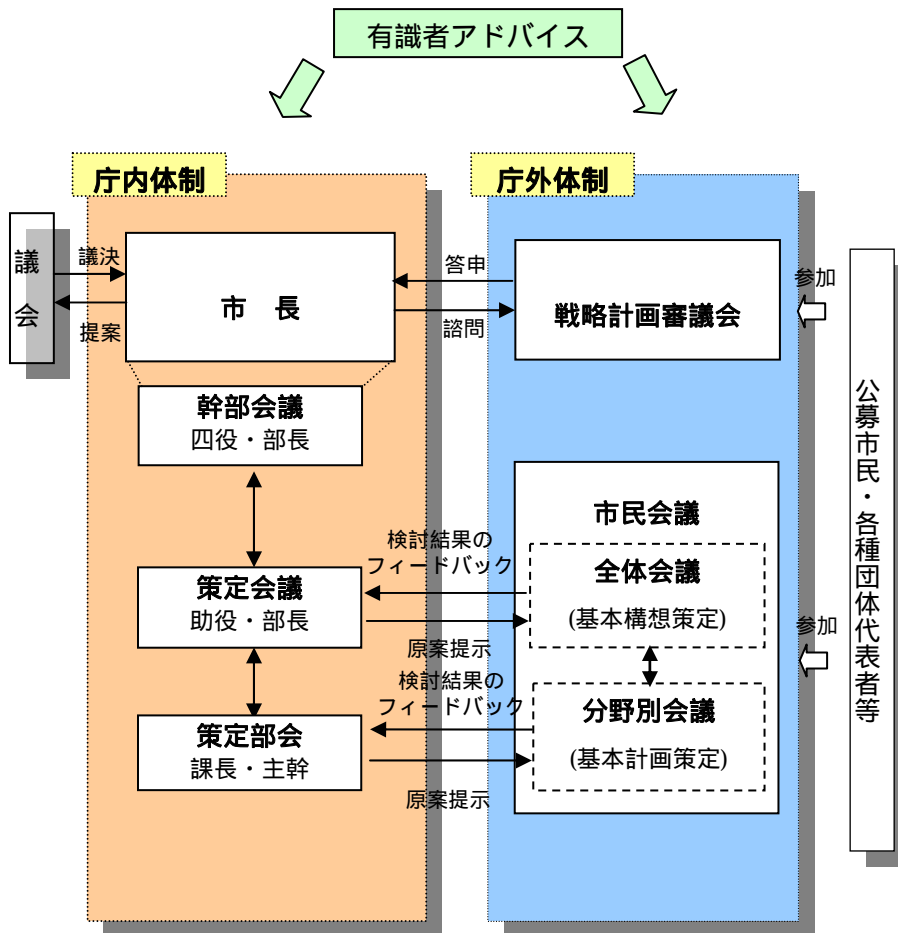 有識者アドバイス
庁内体制
庁外体制
議会
議決
提案
市 長
答申
諮問
戦略計画審議会
参加
公募市民・各種団体代表者等
幹部会議
四役・部長
市民会議
検討結果の
フィードバック
全体会議
(基本構想策定)
策定会議
助役・部長
原案提示
参加
検討結果の
フィードバック
分野別会議
(基本計画策定)
策定部会
課長・主幹
原案提示